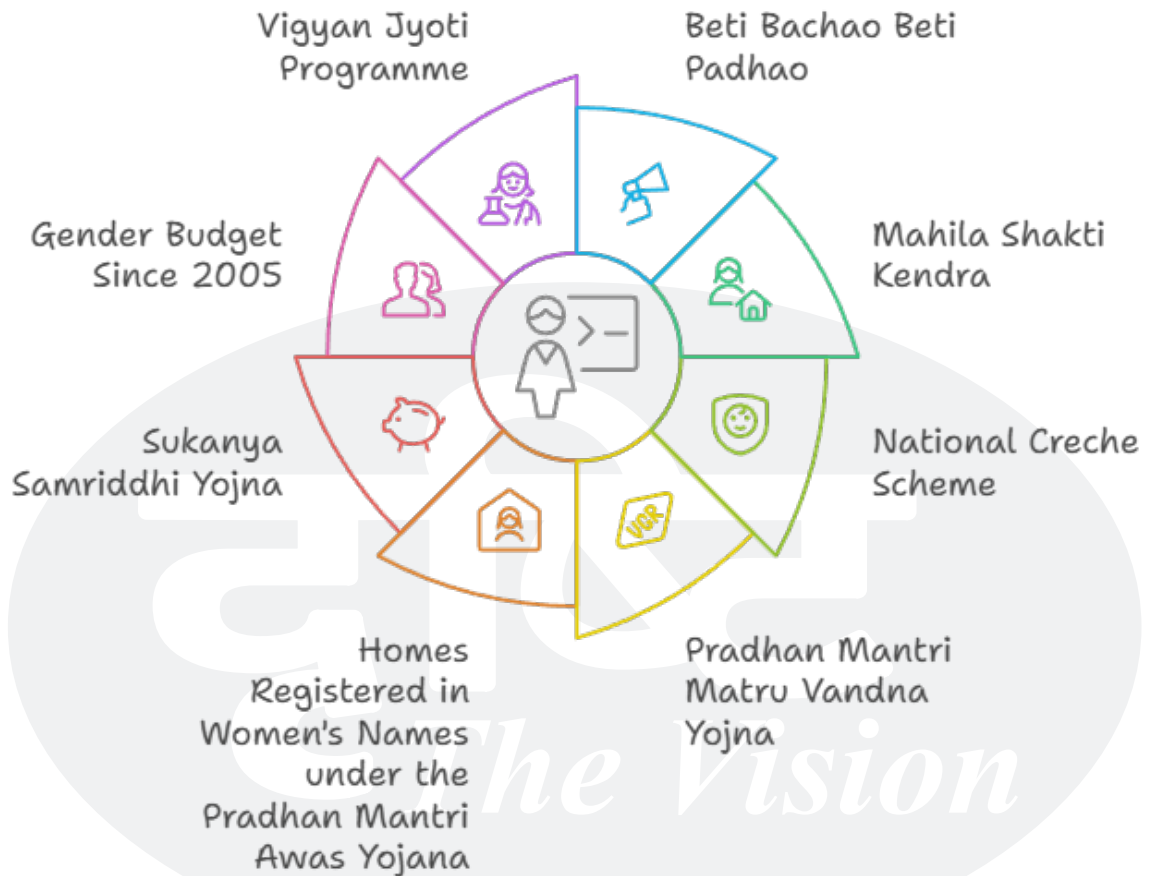 Vigyan Jyoti
Programme
Beti Bachao Beti
Padhao
Gender Budget
Since 2005
Mahila Shakti
Kendra
Sukanya
Samriddhi Yojna
National Creche
Scheme
VCR
Homes
Registered in
Women's Names
under the
Pradhan Mantri
Awas Yojana
Pradhan Mantri
Matru Vandna
Yojna
दृष्टि
The Vision